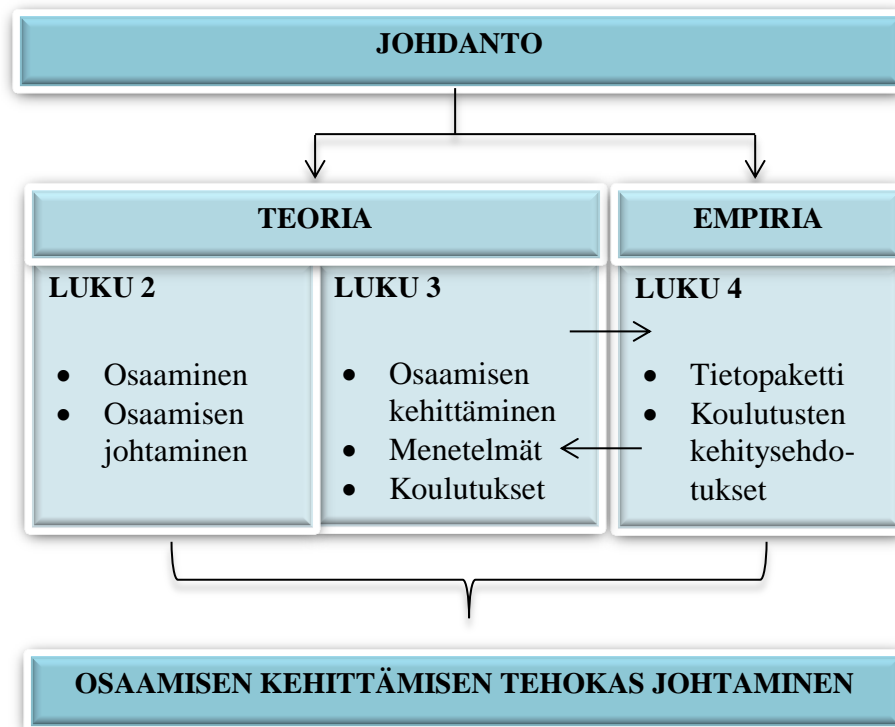 JOHDANTO
TEORIA
EMPIRIA
LUKU 2
• Osaaminen
• Osaamisen
johtaminen
LUKU 3
• Osaamisen
kehittäminen
• Menetelmät
• Koulutukset
LUKU 4
• Tietopaketti
• Koulutusten
kehitysehdo-
tukset
OSAAMISEN KEHITTÄMISEN TEHOKAS JOHTAMINEN